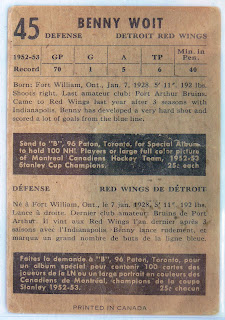 45 BENNY WOIT
DEFENSE DETROIT RED WINGS
1952-53 GP G A TP Min. in Pen.
Record 70 1 5 6 40
Born: Fort William, Ont., Jan. 7, 1928, 5' 11", 192 lbs.
Shoots right. Last amateur club: Port Arthur Bruins.
Came to Red Wings last year after 3 seasons with
Indianapolis. Benny has developed a very hard shot and
scored a lot of goals from the blue line.
Send to "B", 96 Paton, Toronto, for Special Album
to hold 100 NHL Players or large full color picture
of Montreal Canadiens Hockey Team, 1952-53
Stanley Cup Champions. 25c each
DÉFENSE RED WINGS DE DÉTROIT
Né à Fort William, Ont., le 7 jan. 1928, 5' 11", 192 lbs.
Lance à droite. Dernier club amateur: Bruins de Port
Arthur. Il vint aux Red Wings l'an dernier après 3
saisons avec l'Indianapolis. Benny lance rudement, et
marqua un grand nombre de buts de la ligne bleue.
Faites la demande à "B", 96 Paton, Toronto, pour
un album spécial pour contenir 100 cartes des
joueurs de la LN ou un large portrait en couleurs des
Canadiens de Montréal, champions de la coupe
Stanley 1952-53. 25c chacun
PRINTED IN CANADA